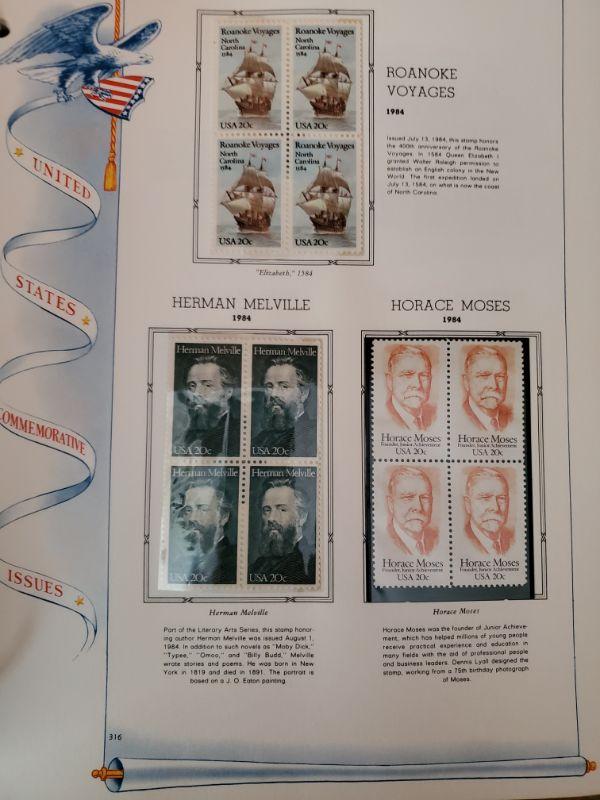 UNITED
STATES
COMMEMORATIVE
ISSUES
Roanoke Voyages
North
Carolina
1584
USA 20c
Roanoke Voyages
North
Carolina
1584
USA 20c
Roanoke Voyages
North
Carolina
1584
USA 20c
Roanoke Voyages
North
Carolina
1584
USA 20c
"Elizabeth," 1584
ROANOKE
VOYAGES
1984
Issued July 13, 1984, this stamp honors
the 400th anniversary of the Roanoke
Voyages. In 1584 Queen Elizabeth I
granted Walter Raleigh permission to
establish an English colony in the New
World. The first expedition landed on
July 13, 1584, on what is now the coast
of North Carolina.
HERMAN MELVILLE
1984
Herman Melville
USA 20c
Herman Melville
USA 20c
Herman Melville
USA 20c
Herman Melville
USA 20c
Herman Melville
Part of the Literary Arts Series, this stamp honor-
ing author Herman Melville was issued August 1,
1984. In addition to such novels as "Moby Dick,"
"Typee," "Omoo," and "Billy Budd," Melville
wrote stories and poems. He was born in New
York in 1819 and died in 1891. The portrait is
based on a J. O. Eaton painting.
HORACE MOSES
1984
Horace Moses
Founder, Junior Achievement
USA 20c
Horace Moses
Founder, Junior Achievement
USA 20c
Horace Moses
Founder, Junior Achievement
USA 20c
Horace Moses
Founder, Junior Achievement
USA 20c
Horace Moses
Horace Moses was the founder of Junior Achieve-
ment, which has helped millions of young people
receive practical experience and education in
many fields with the aid of professional people
and business leaders. Dennis Lyall designed the
stamp, working from a 75th birthday photograph
of Moses.
316